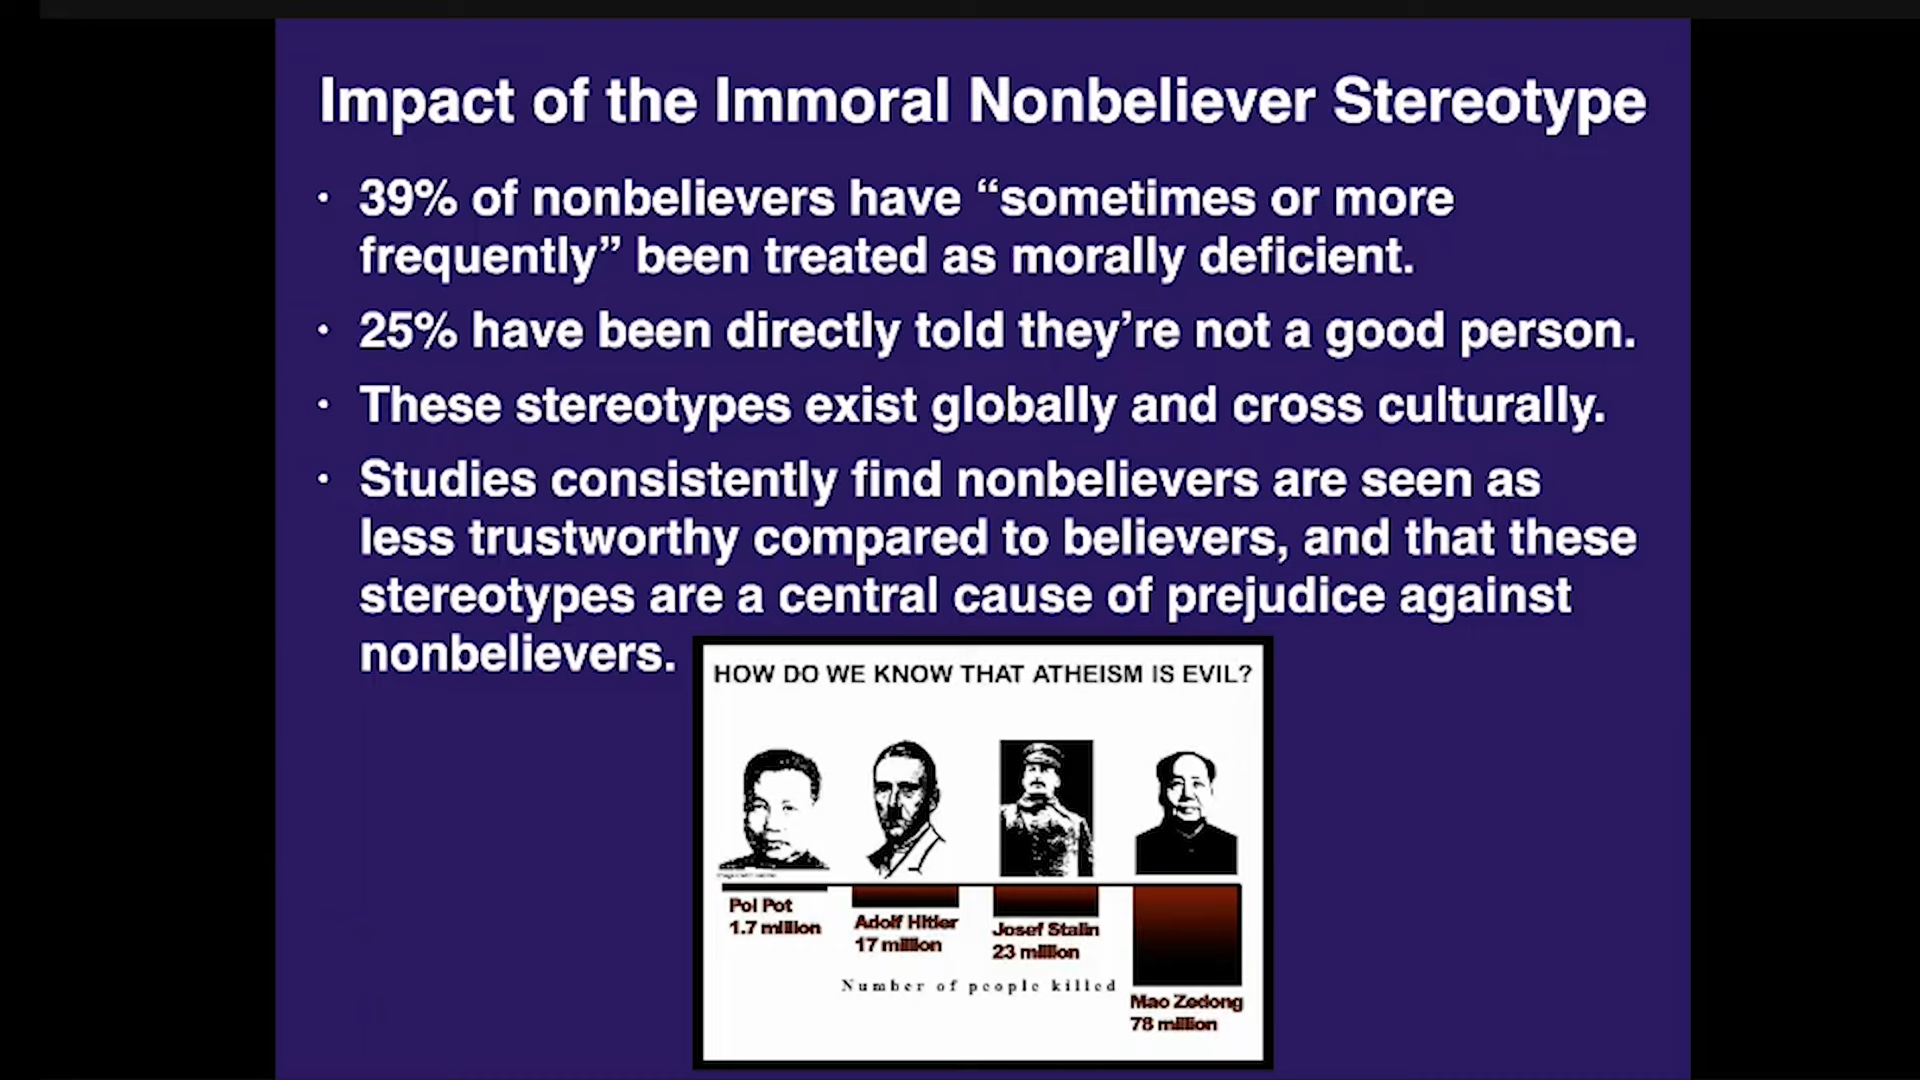 Impact of the Immoral Nonbeliever Stereotype
· 39% of nonbelievers have “sometimes or more
frequently” been treated as morally deficient.
· 25% have been directly told they’re not a good person.
· These stereotypes exist globally and cross culturally.
· Studies consistently find nonbelievers are seen as
less trustworthy compared to believers, and that these
stereotypes are a central cause of prejudice against
nonbelievers.
HOW DO WE KNOW THAT ATHEISM IS EVIL?
Pol Pot
1.7 million
Adolf Hitler
17 million
Josef Stalin
23 million
Mao Zedong
78 million
Number of people killed